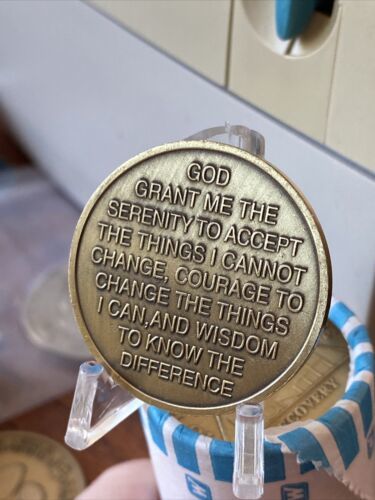 GOD
GRANT ME THE
SERENITY TO ACCEPT
THE THINGS I CANNOT
CHANGE, COURAGE TO
CHANGE THE THINGS
I CAN,AND WISDOM
TO KNOW THE
DIFFERENCE
RECOVERY